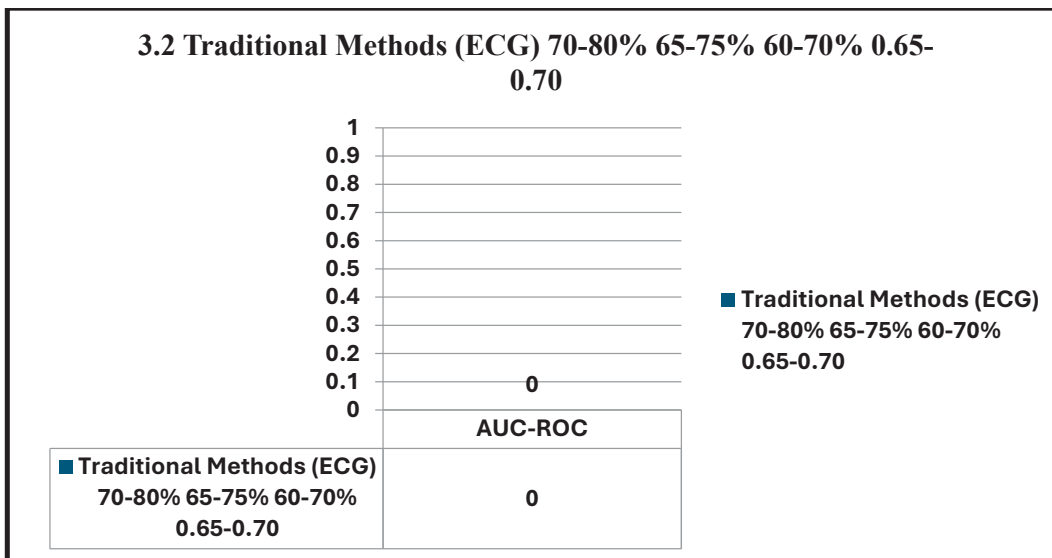 3.2 Traditional Methods (ECG) 70-80% 65-75% 60-70% 0.65-
0.70
1
0.9
0.8
0.7
0.6
0.5
0.4
0.3
0.2
0.1
0
0
AUC-ROC
Traditional Methods (ECG)
70-80% 65-75% 60-70%
0.65-0.70
0
Traditional Methods (ECG)
70-80% 65-75% 60-70%
0.65-0.70